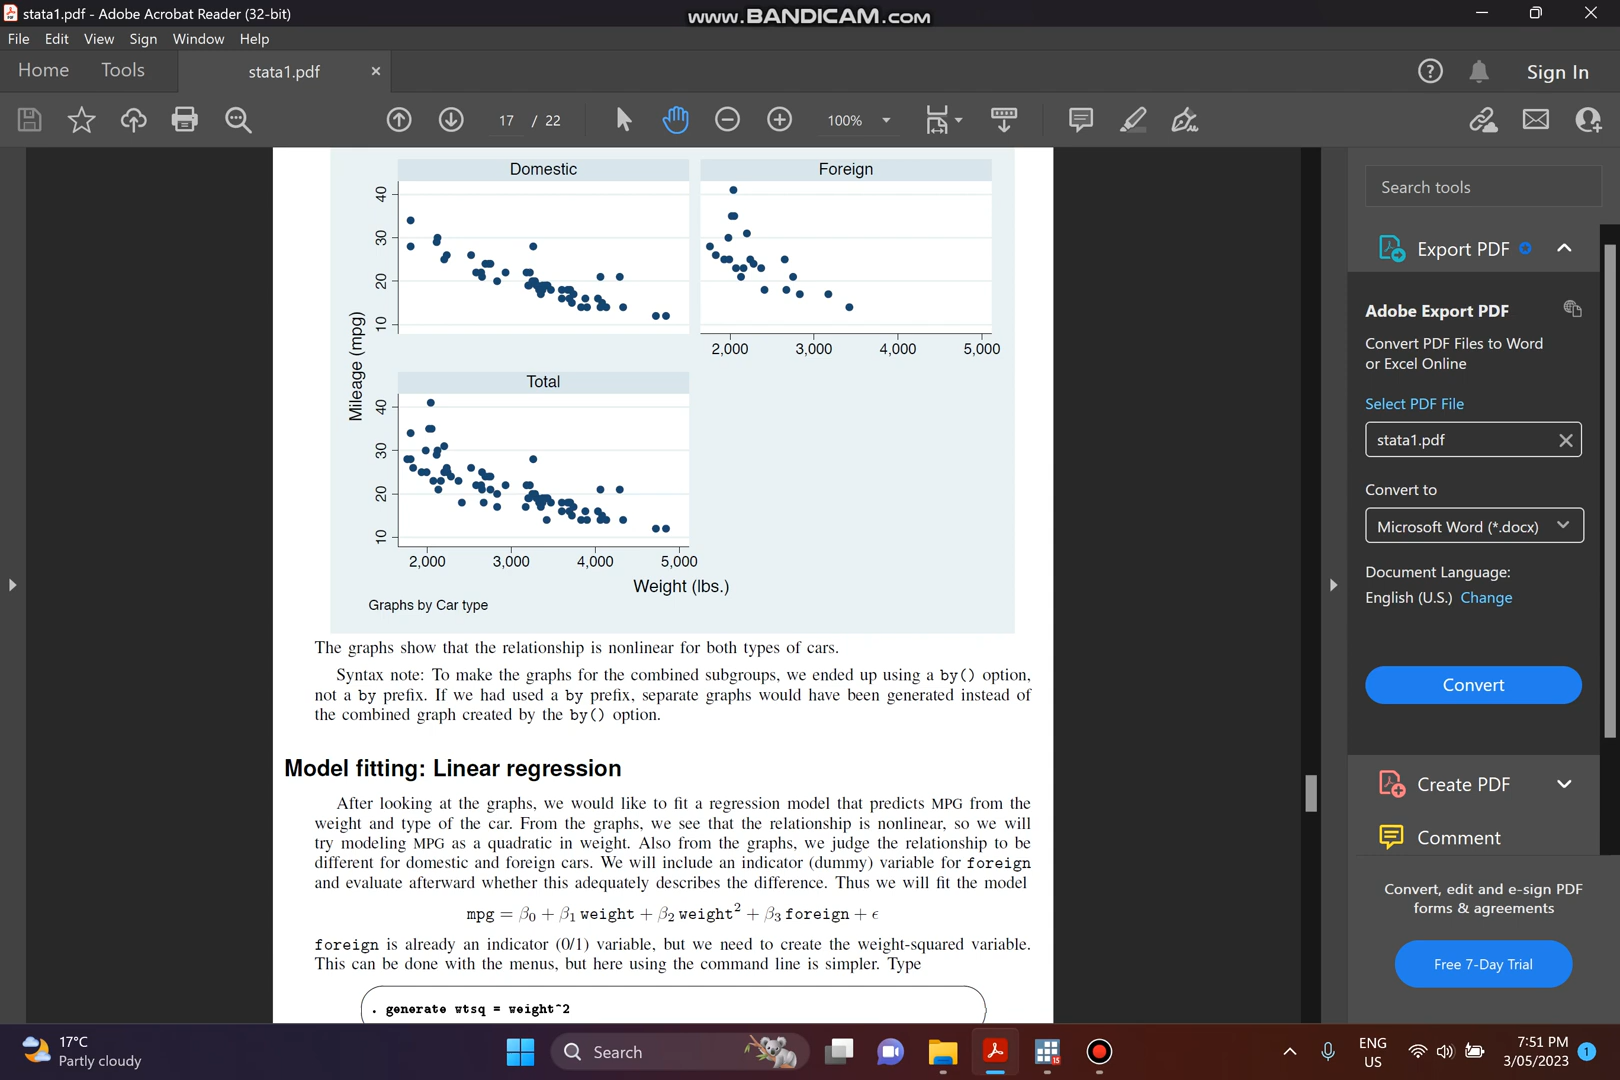 stata1.pdf - Adobe Acrobat Reader (32-bit)
www.BANDICAM.com
File Edit View Sign Window Help
Home Tools stata1.pdf
Sign In
17 / 22
100%
Domestic
Foreign
40
30
20
10
2,000 3,000 4,000 5,000
Total
40
30
20
10
2,000 3,000 4,000 5,000
Mileage (mpg)
Weight (lbs.)
Graphs by Car type
The graphs show that the relationship is nonlinear for both types of cars.
Syntax note: To make the graphs for the combined subgroups, we ended up using a by() option,
not a by prefix. If we had used a by prefix, separate graphs would have been generated instead of
the combined graph created by the by() option.
Model fitting: Linear regression
After looking at the graphs, we would like to fit a regression model that predicts MPG from the
weight and type of the car. From the graphs, we see that the relationship is nonlinear, so we will
try modeling MPG as a quadratic in weight. Also from the graphs, we judge the relationship to be
different for domestic and foreign cars. We will include an indicator (dummy) variable for foreign
and evaluate afterward whether this adequately describes the difference. Thus we will fit the model
mpg = β0 + β1 weight + β2 weight² + β3 foreign + ϵ
foreign is already an indicator (0/1) variable, but we need to create the weight-squared variable.
This can be done with the menus, but here using the command line is simpler. Type
. generate wtsq = weight^2
Search tools
Export PDF
Adobe Export PDF
Convert PDF Files to Word
or Excel Online
Select PDF File
stata1.pdf
Convert to
Microsoft Word (*.docx)
Document Language:
English (U.S.) Change
Convert
Create PDF
Comment
Convert, edit and e-sign PDF
forms & agreements
Free 7-Day Trial
17°C
Partly cloudy
Search
15
ENG
US
7:51 PM
3/05/2023
1